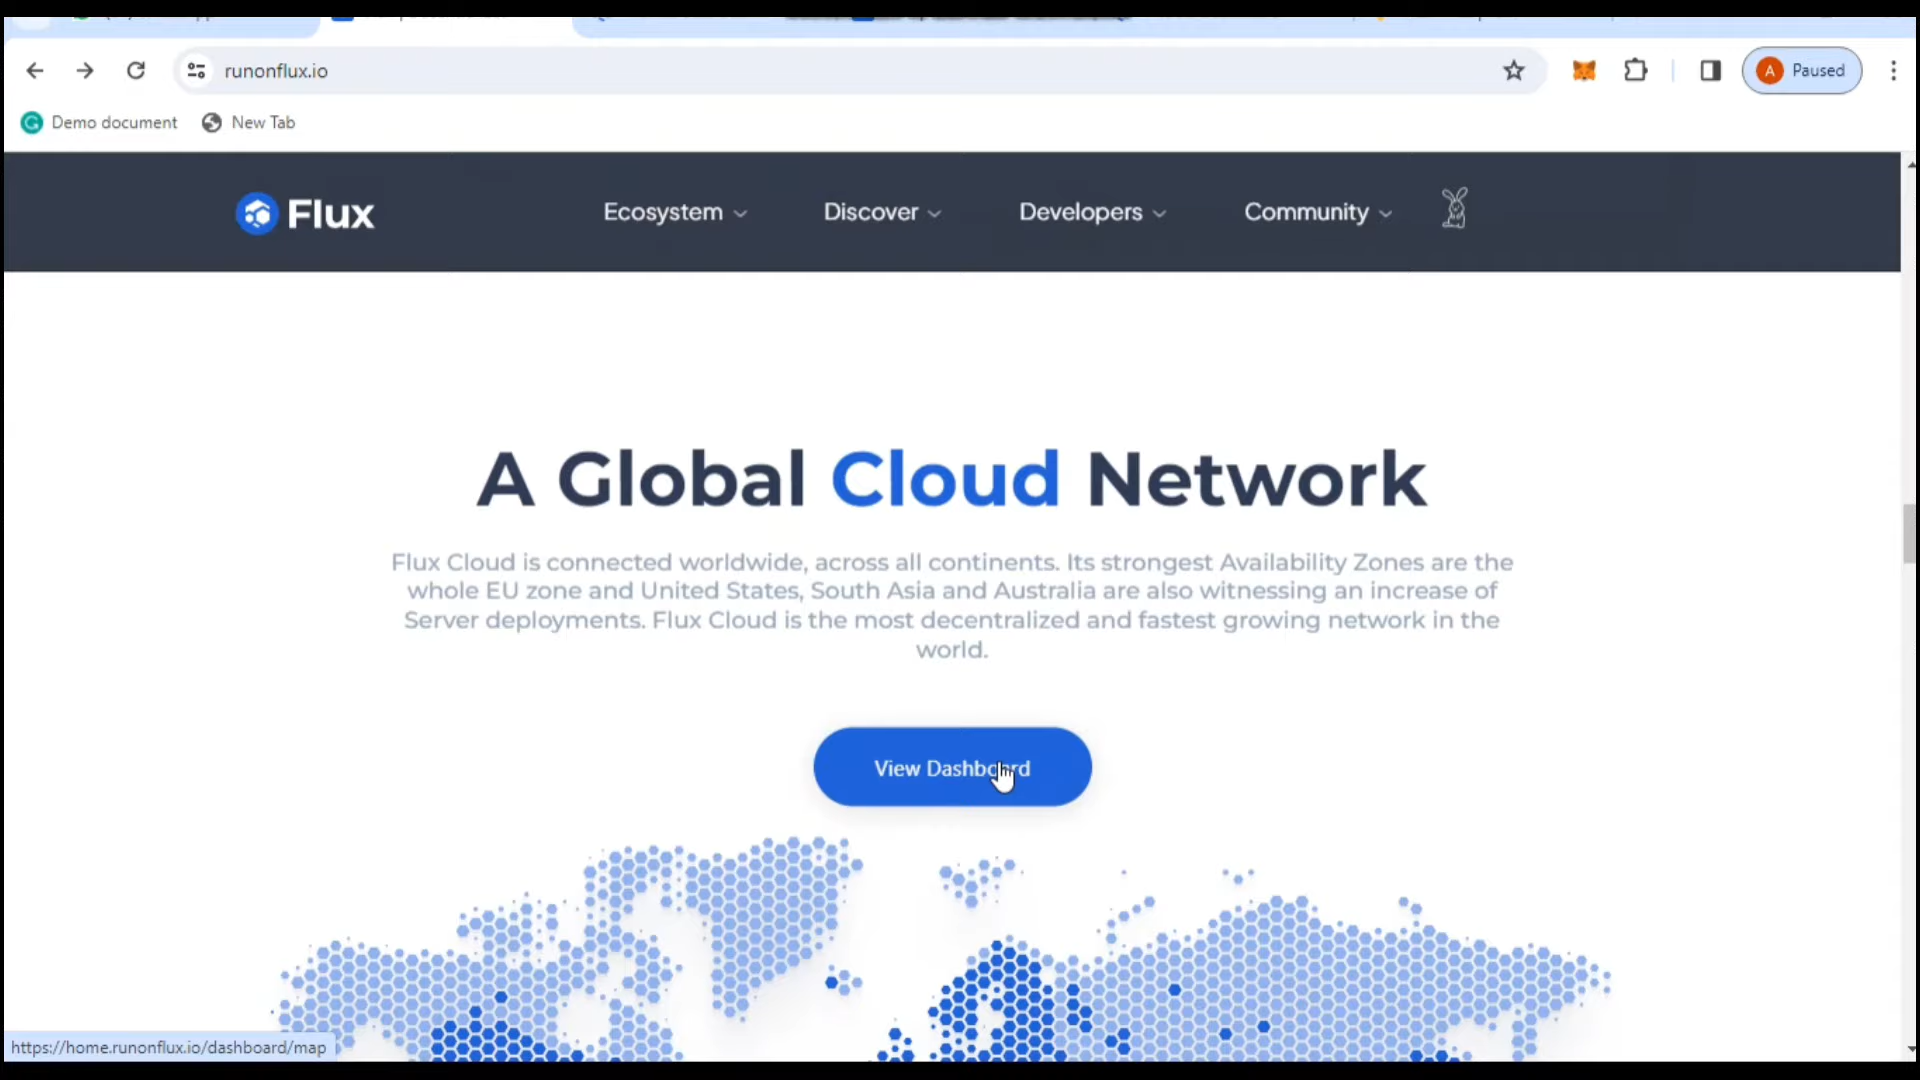 runonflux.io
A Paused
Demo document New Tab
Flux Ecosystem Discover Developers Community
A Global Cloud Network
Flux Cloud is connected worldwide, across all continents. Its strongest Availability Zones are the
whole EU zone and United States, South Asia and Australia are also witnessing an increase of
Server deployments. Flux Cloud is the most decentralized and fastest growing network in the
world.
View Dashboard
https://home.runonflux.io/dashboard/map